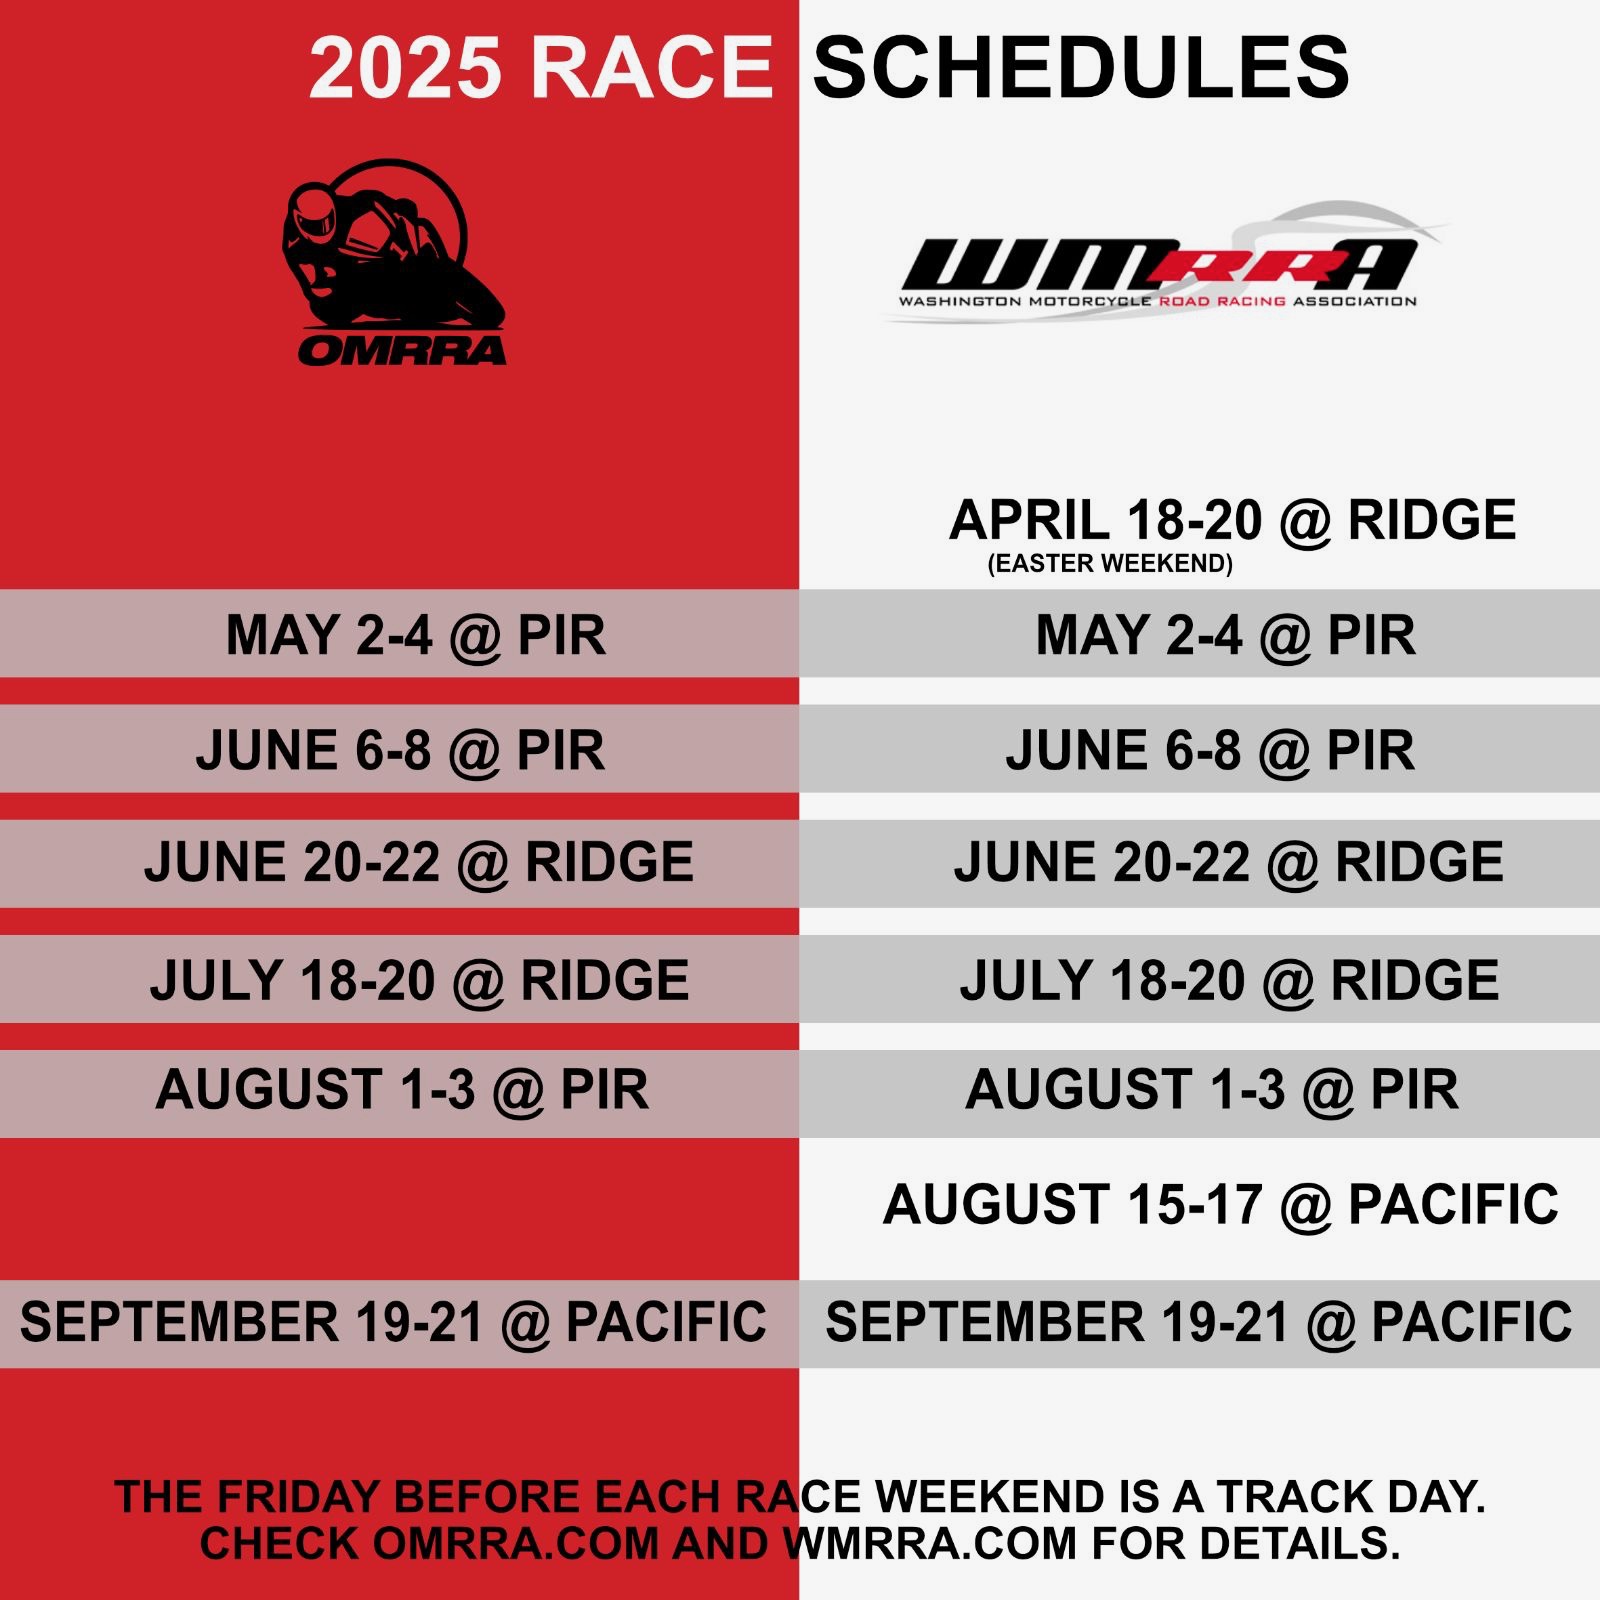 2025 RACE SCHEDULES
OMRRA
WMRRA
WASHINGTON MOTORCYCLE ROAD RACING ASSOCIATION
APRIL 18-20 @ RIDGE
(EASTER WEEKEND)
MAY 2-4 @ PIR
MAY 2-4 @ PIR
JUNE 6-8 @ PIR
JUNE 6-8 @ PIR
JUNE 20-22 @ RIDGE
JUNE 20-22 @ RIDGE
JULY 18-20 @ RIDGE
JULY 18-20 @ RIDGE
AUGUST 1-3 @ PIR
AUGUST 1-3 @ PIR
AUGUST 15-17 @ PACIFIC
SEPTEMBER 19-21 @ PACIFIC
SEPTEMBER 19-21 @ PACIFIC
THE FRIDAY BEFORE EACH RACE WEEKEND IS A TRACK DAY.
CHECK OMRRA.COM AND WMRRA.COM FOR DETAILS.